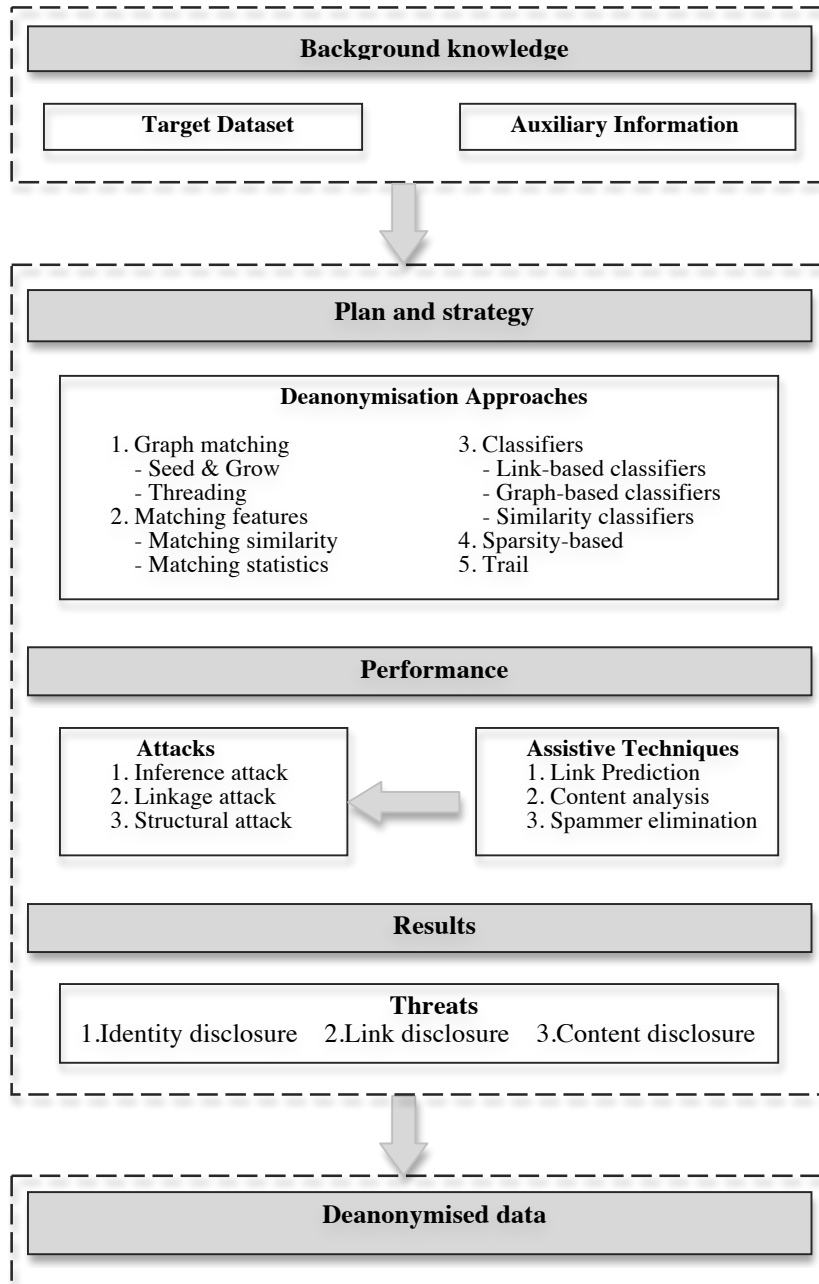 Background knowledge
Target Dataset
Auxiliary Information
Plan and strategy
Deanonymisation Approaches
1. Graph matching
- Seed & Grow
- Threading
2. Matching features
- Matching similarity
- Matching statistics
3. Classifiers
- Link-based classifiers
- Graph-based classifiers
- Similarity classifiers
4. Sparsity-based
5. Trail
Performance
Attacks
1. Inference attack
2. Linkage attack
3. Structural attack
Assistive Techniques
1. Link Prediction
2. Content analysis
3. Spammer elimination
Results
Threats
1.Identity disclosure 2.Link disclosure 3.Content disclosure
Deanonymised data